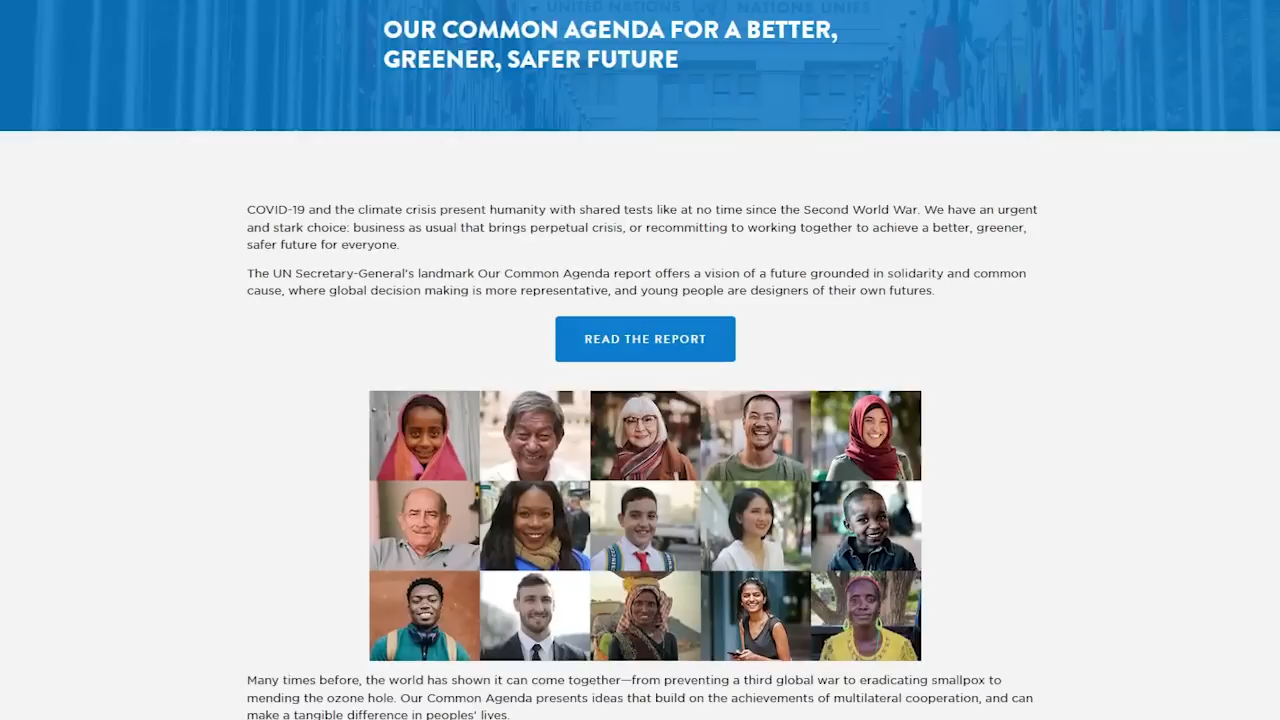 UNITED NATIONS NATIONS UNIES
OUR COMMON AGENDA FOR A BETTER,
GREENER, SAFER FUTURE
COVID-19 and the climate crisis present humanity with shared tests like at no time since the Second World War. We have an urgent
and stark choice: business as usual that brings perpetual crisis, or recommitting to working together to achieve a better, greener,
safer future for everyone.
The UN Secretary-General's landmark Our Common Agenda report offers a vision of a future grounded in solidarity and common
cause, where global decision making is more representative, and young people are designers of their own futures.
READ THE REPORT
Many times before, the world has shown it can come together—from preventing a third global war to eradicating smallpox to
mending the ozone hole. Our Common Agenda presents ideas that build on the achievements of multilateral cooperation, and can
make a tangible difference in peoples' lives.